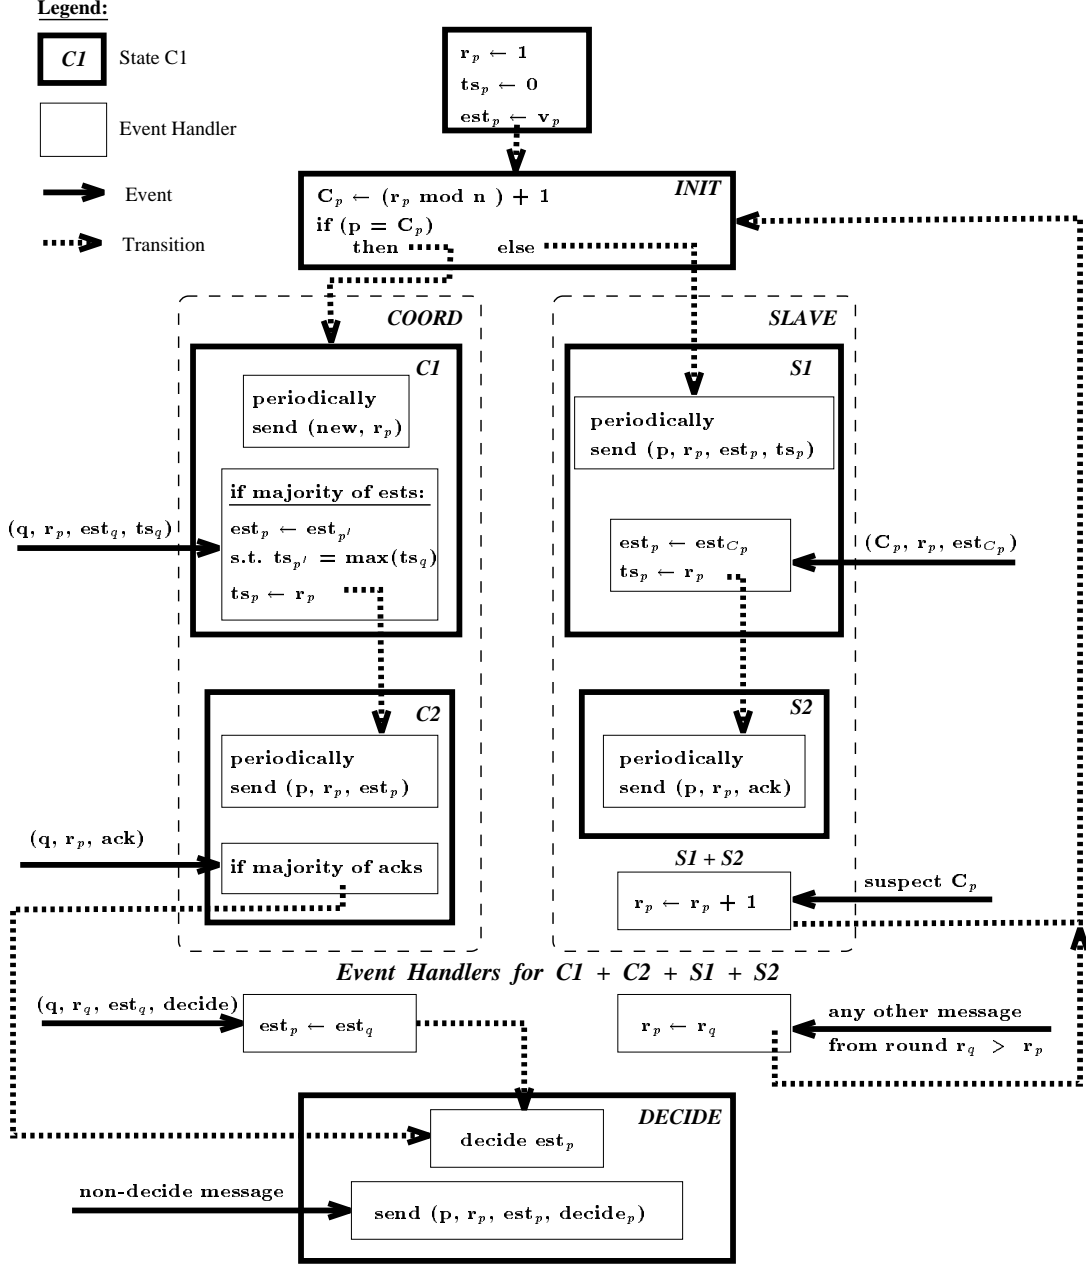 Legend:
C1 State C1
Event Handler
Event
Transition
r_p ← 1
ts_p ← 0
est_p ← v_p
INIT
C_p ← (r_p mod n ) + 1
if (p = C_p)
then else
COORD
C1
periodically
send (new, r_p)
if majority of ests:
(q, r_p, est_q, ts_q)
est_p ← est_p'
s.t. ts_p' = max(ts_q)
ts_p ← r_p
C2
periodically
send (p, r_p, est_p)
(q, r_p, ack)
if majority of acks
SLAVE
S1
periodically
send (p, r_p, est_p, ts_p)
(C_p, r_p, est_C_p)
est_p ← est_C_p
ts_p ← r_p
S2
periodically
send (p, r_p, ack)
S1 + S2
suspect C_p
r_p ← r_p + 1
Event Handlers for C1 + C2 + S1 + S2
(q, r_q, est_q, decide)
est_p ← est_q
r_p ← r_q
any other message
from round r_q > r_p
DECIDE
decide est_p
non-decide message
send (p, r_p, est_p, decide_p)